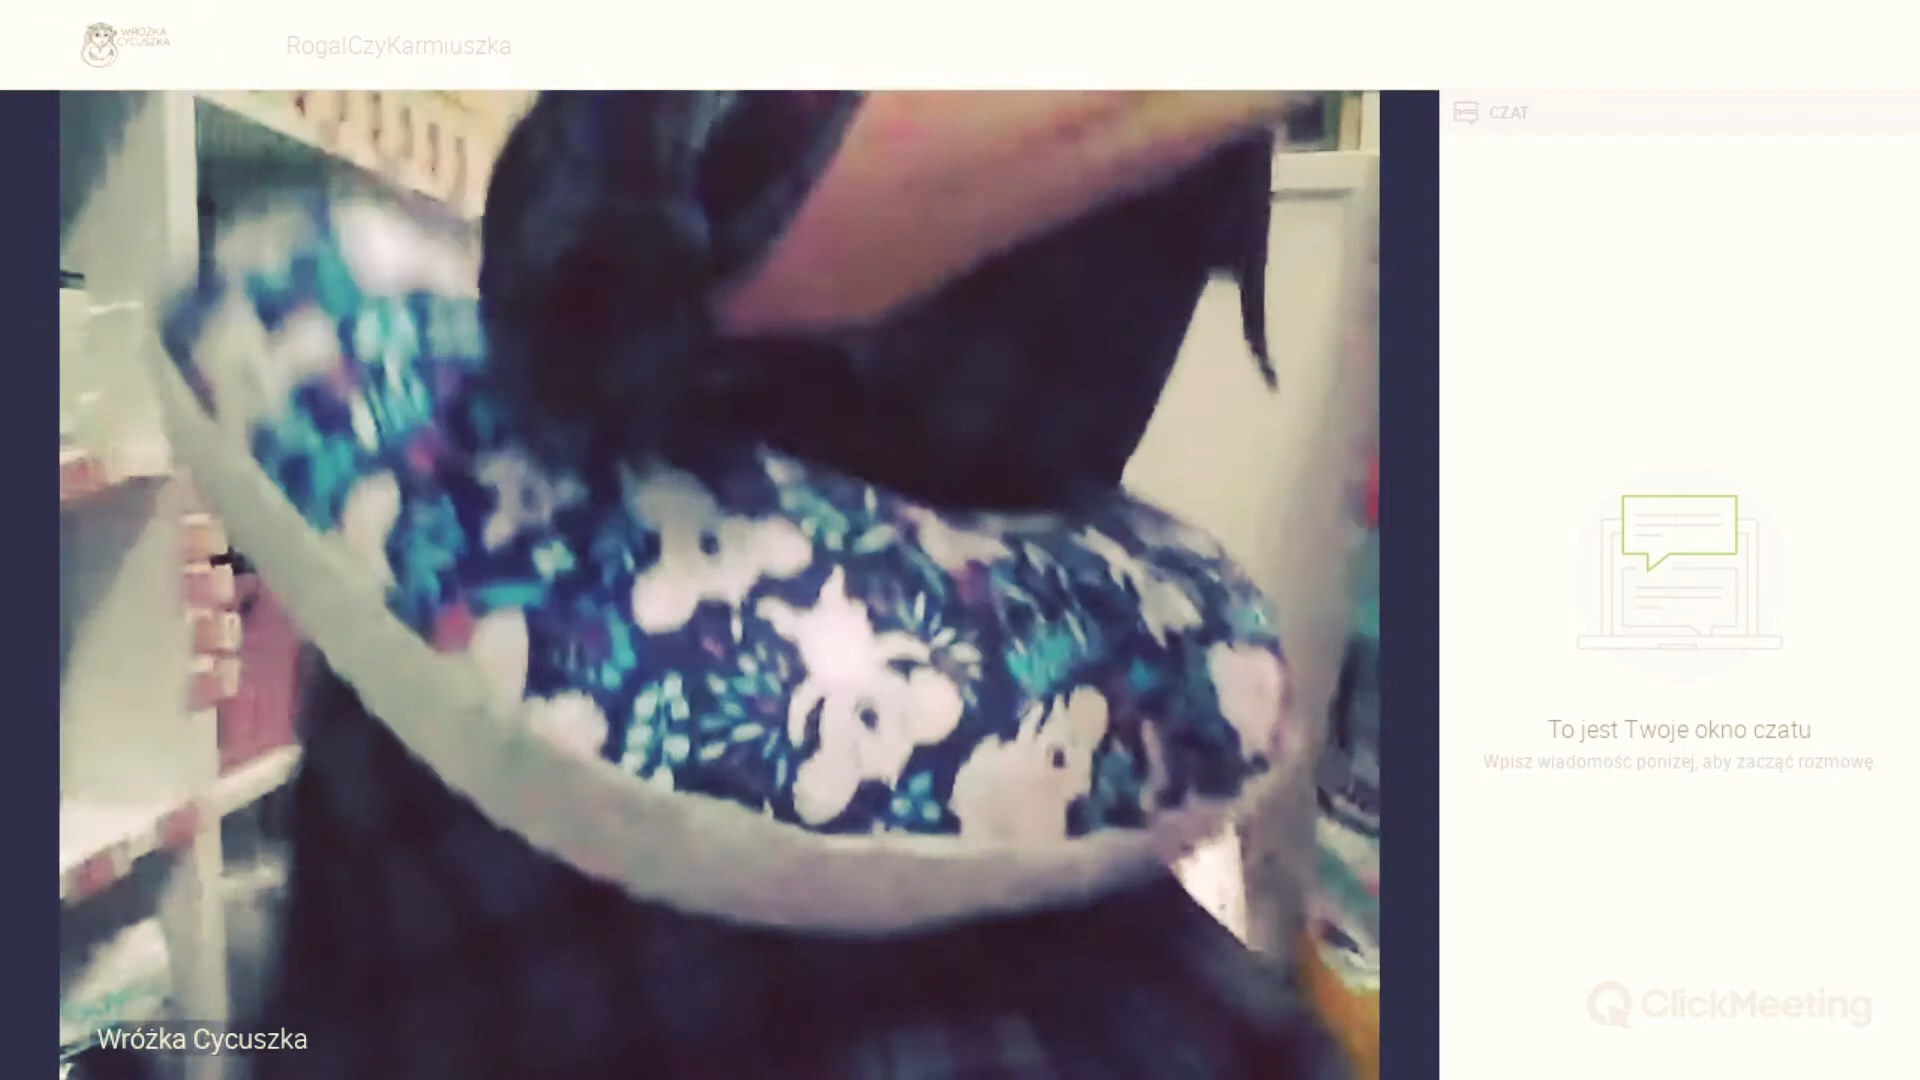 WRÓŻKA
CYCUSZKA
RogalCzyKarmiuszka
CZAT
To jest Twoje okno czatu
Wpisz wiadomość poniżej, aby zacząć rozmowę.
ClickMeeting
Wróżka Cycuszka